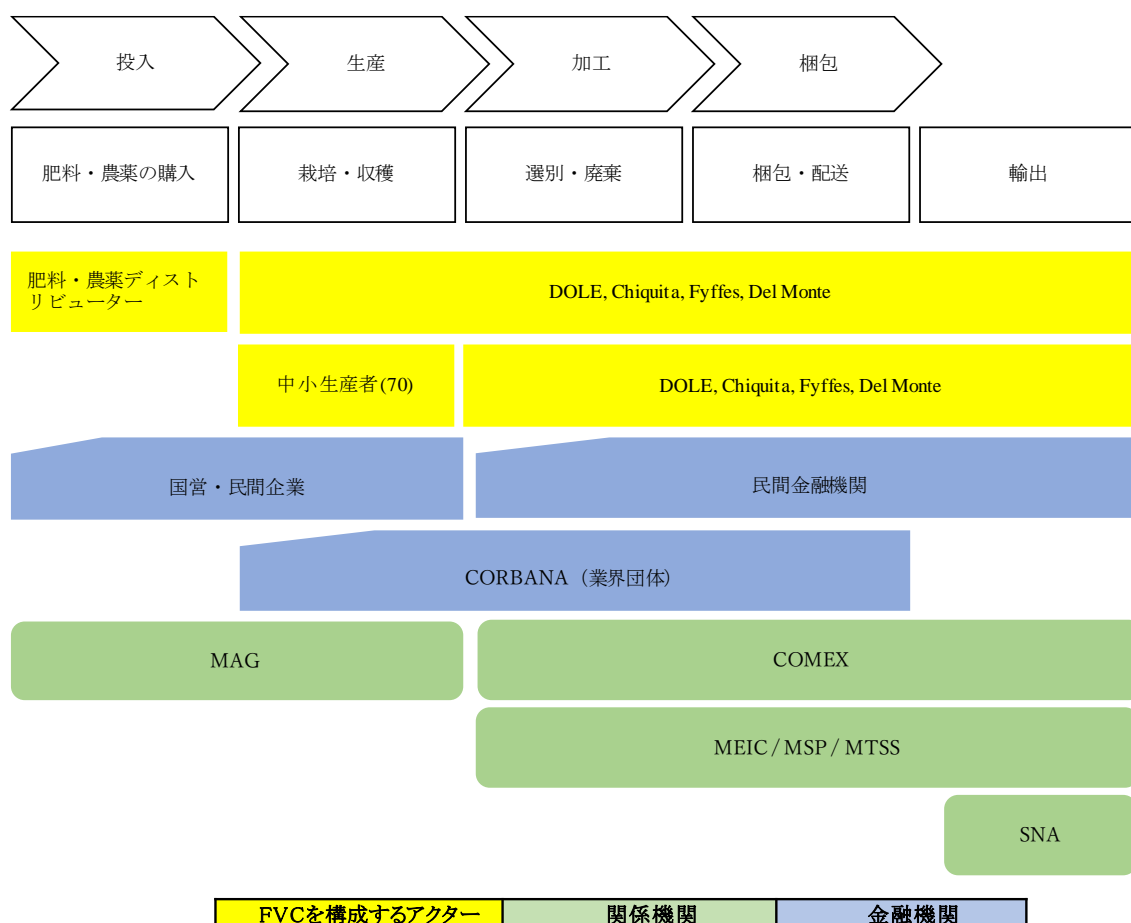 投入
生産
加工
梱包
肥料・農薬の購入
栽培・収穫
選別・廃棄
梱包・配送
輸出
肥料・農薬ディスト
リビューター
DOLE, Chiquita, Fyffes, Del Monte
中小生産者(70)
DOLE, Chiquita, Fyffes, Del Monte
国営・民間企業
民間金融機関
CORBANA（業界団体）
MAG
COMEX
MEIC / MSP / MTSS
SNA
FVCを構成するアクター
関係機関
金融機関